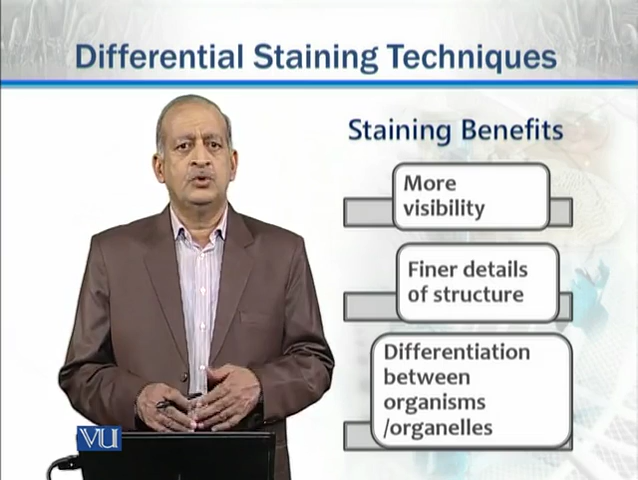 Differential Staining Techniques
Staining Benefits
More
visibility
Finer details
of structure
Differentiation
between
organisms
/organelles
VU